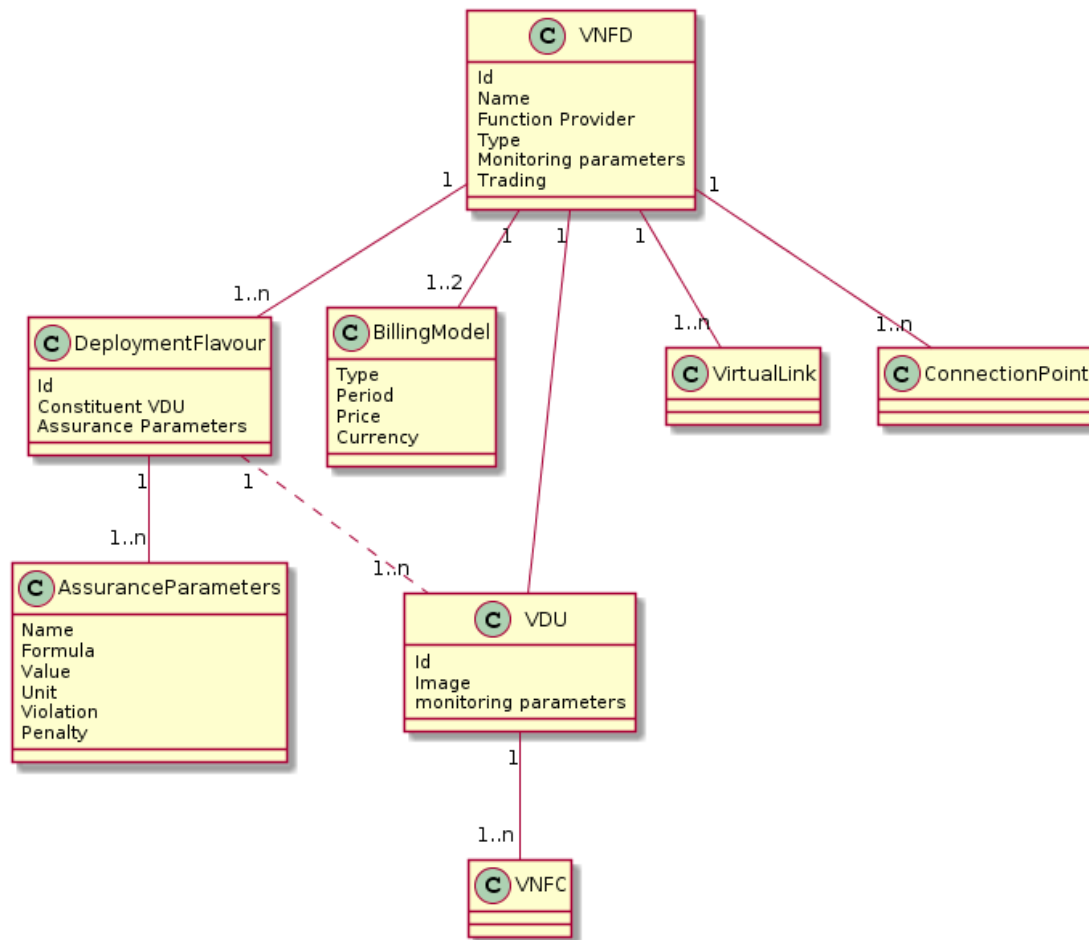 C VNFD
Id
Name
Function Provider
Type
Monitoring parameters
Trading
1
1
1
1
1
1..n
1..2
1..n
1..n
C DeploymentFlavour
Id
Constituent VDU
Assurance Parameters
C BillingModel
Type
Period
Price
Currency
C VirtualLink
C ConnectionPoint
1
1
1..n
1..n
C AssuranceParameters
Name
Formula
Value
Unit
Violation
Penalty
C VDU
Id
Image
monitoring parameters
1
1..n
C VNFC